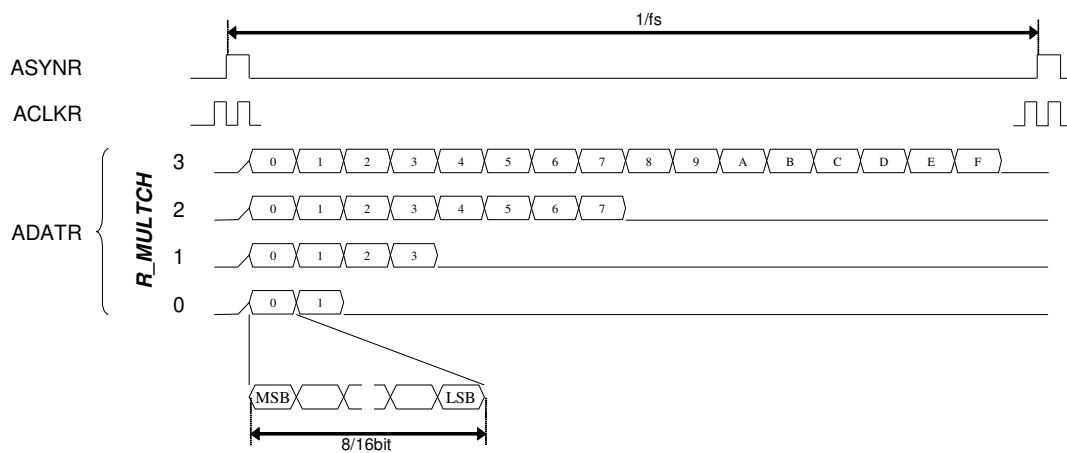 1/fs
ASYNR
ACLKR
ADATR
R_MULTCH
3 0 1 2 3 4 5 6 7 8 9 A B C D E F
2 0 1 2 3 4 5 6 7
1 0 1 2 3
0 0 1
MSB LSB
8/16bit